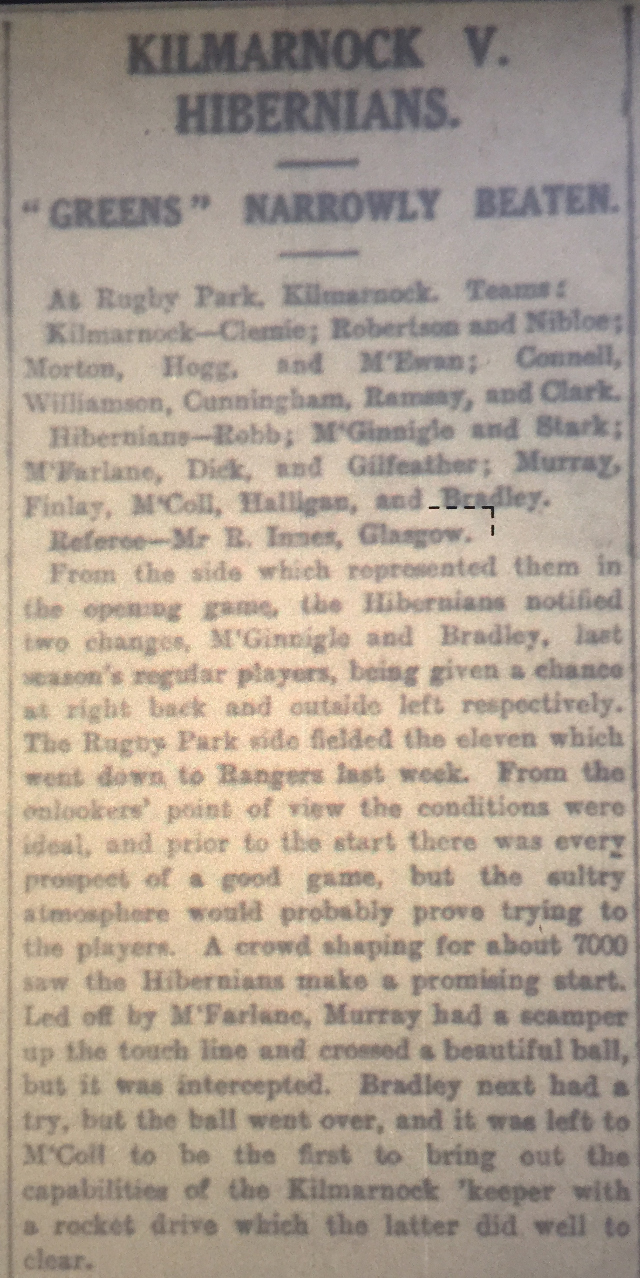 KILMARNOCK V.
HIBERNIANS.
"GREENS" NARROWLY BEATEN.
At Rugby Park, Kilmarnock. Teams:
Kilmarnock—Clemie; Robertson and Nibloe;
Morton, Hogg, and M'Ewan; Connell,
Williamson, Cunningham, Ramsay, and Clark.
Hibernians—Robb; M'Ginnigle and Stark;
M'Farlane, Dick, and Gilfeather; Murray,
Finlay, M'Coll, Halligan, and Bradley.
Referee—Mr R. Innes, Glasgow.
From the side which represented them in
the opening game, the Hibernians notified
two changes, M'Ginnigle and Bradley, last
season's regular players, being given a chance
at right back and outside left respectively.
The Rugby Park side fielded the eleven which
went down to Rangers last week. From the
onlookers' point of view the conditions were
ideal, and prior to the start there was every
prospect of a good game, but the sultry
atmosphere would probably prove trying to
the players. A crowd shaping for about 7000
saw the Hibernians make a promising start.
Led off by M'Farlane, Murray had a scamper
up the touch line and crossed a beautiful ball,
but it was intercepted. Bradley next had a
try, but the ball went over, and it was left to
M'Coll to be the first to bring out the
capabilities of the Kilmarnock 'keeper with
a rocket drive which the latter did well to
clear.